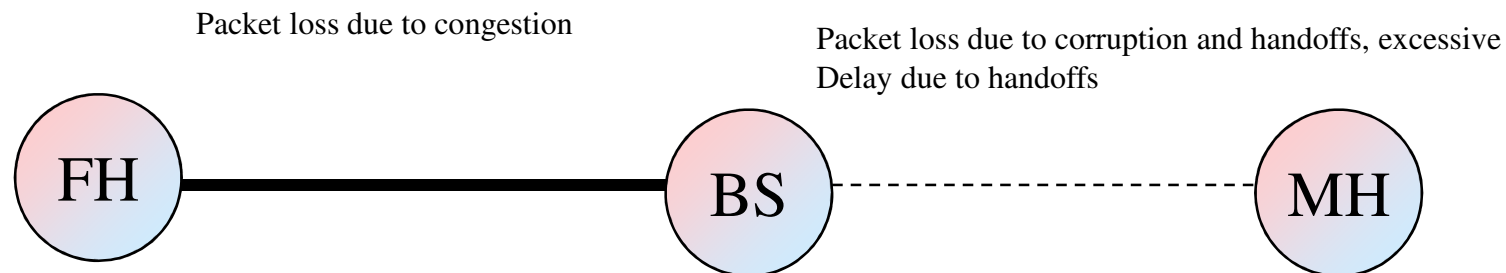 Packet loss due to congestion
Packet loss due to corruption and handoffs, excessive
Delay due to handoffs
FH
BS
MH